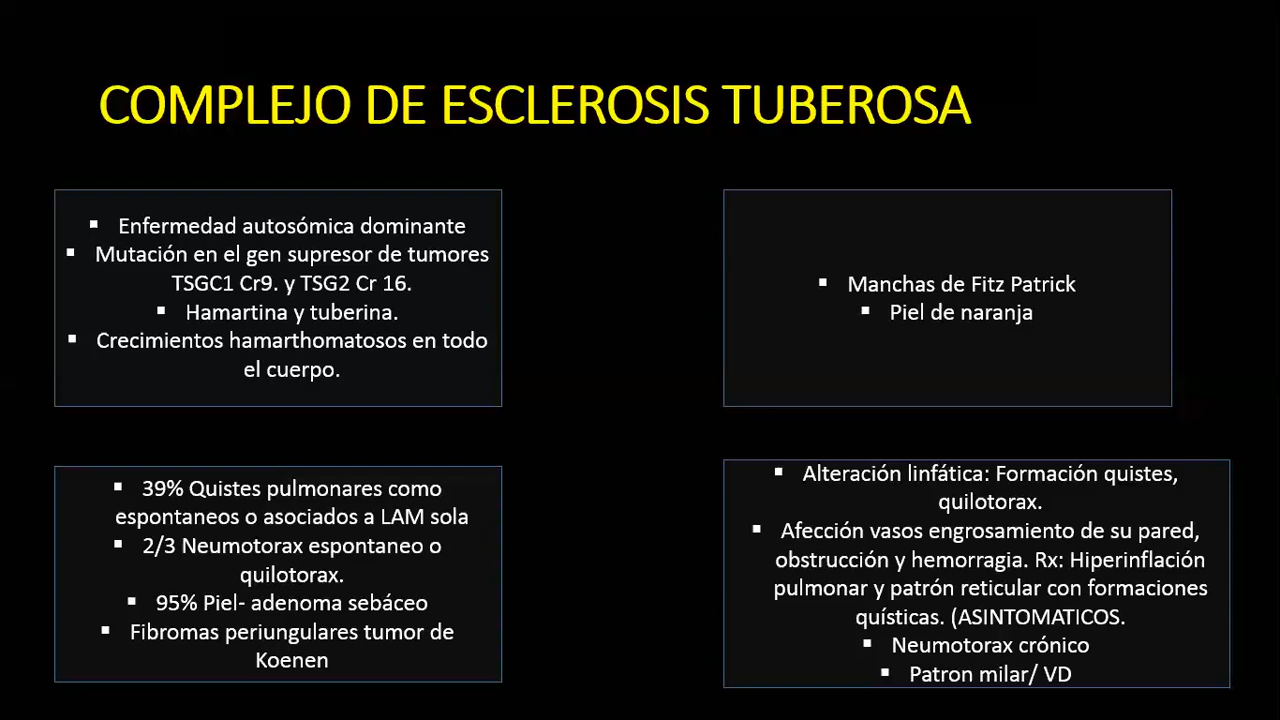 COMPLEJO DE ESCLEROSIS TUBEROSA
▪ Enfermedad autosómica dominante
▪ Mutación en el gen supresor de tumores
TSGC1 Cr9. y TSG2 Cr 16.
▪ Hamartina y tuberina.
▪ Crecimientos hamarthomatosos en todo
el cuerpo.
▪ Manchas de Fitz Patrick
▪ Piel de naranja
▪ 39% Quistes pulmonares como
espontaneos o asociados a LAM sola
▪ 2/3 Neumotorax espontaneo o
quilotorax.
▪ 95% Piel- adenoma sebáceo
▪ Fibromas periungulares tumor de
Koenen
▪ Alteración linfática: Formación quistes,
quilotorax.
▪ Afección vasos engrosamiento de su pared,
obstrucción y hemorragia. Rx: Hiperinflación
pulmonar y patrón reticular con formaciones
quísticas. (ASINTOMATICOS.
▪ Neumotorax crónico
▪ Patron milar/ VD